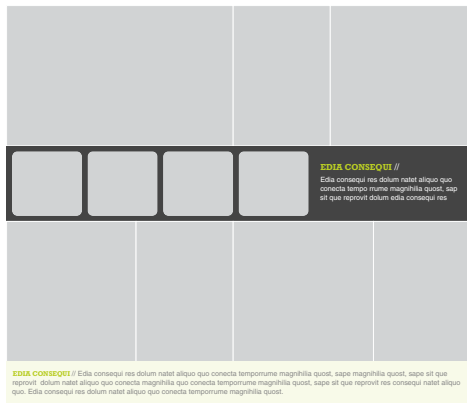 EDIA CONSEQUI //
Edia consequi res dolum natet aliquo quo
conecta tempo rrume magnihilia quost, sap
sit que reprovit dolum edia consequi res
EDIA CONSEQUI // Edia consequi res dolum natet aliquo quo conecta temporrume magnihilia quost, sape magnihilia quost, sape sit que
reprovit dolum natet aliquo quo conecta magnihilia quo conecta temporrume magnihilia quost, sape sit que reprovit res consequi natet aliquo
quo. Edia consequi res dolum natet aliquo quo conecta temporrume magnihilia quost.